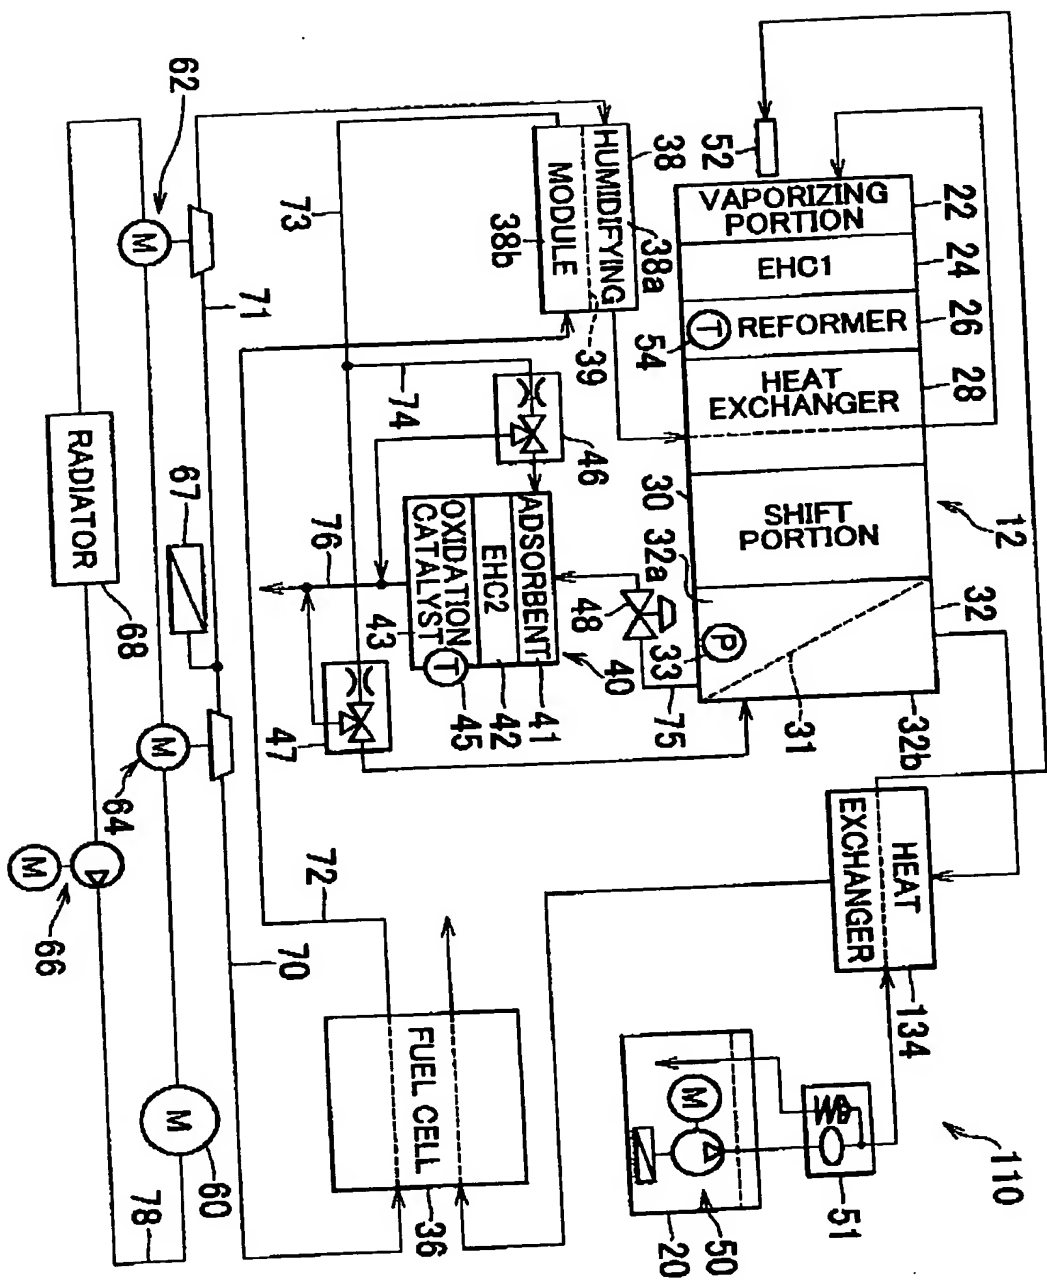 110
62
71
73
38
HUMIDIFYING
MODULE
38a
38b
39
52
VAPORIZING
PORTION
22
EHC1
24
T
REFORMER
26
54
HEAT
EXCHANGER
28
SHIFT
PORTION
30
12
32
32a
32b
31
P
33
75
48
74
46
ADSORBENT
EHC2
OXIDATION
CATALYST
T
41
42
43
45
40
76
47
67
RADIATOR
68
M
M
64
M
66
M
60
78
70
72
FUEL CELL
36
HEAT
EXCHANGER
134
M
50
51
20